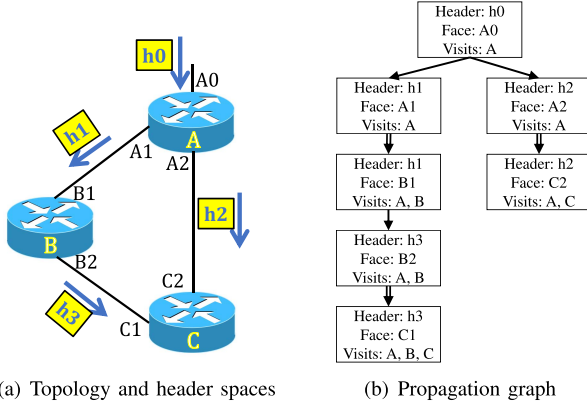 h0
A0
A
h1
A1
A2
B1
h2
B
B2
C2
h3
C1
C
Header: h0
Face: A0
Visits: A
Header: h1
Face: A1
Visits: A
Header: h2
Face: A2
Visits: A
Header: h1
Face: B1
Visits: A, B
Header: h2
Face: C2
Visits: A, C
Header: h3
Face: B2
Visits: A, B
Header: h3
Face: C1
Visits: A, B, C
(a) Topology and header spaces
(b) Propagation graph